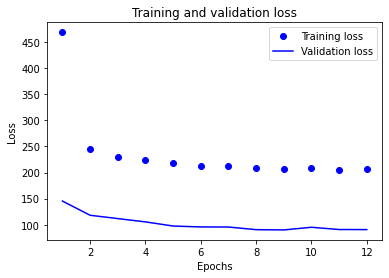 Training and validation loss
Training loss
Validation loss
Loss
450
400
350
300
250
200
150
100
2 4 6 8 10 12
Epochs